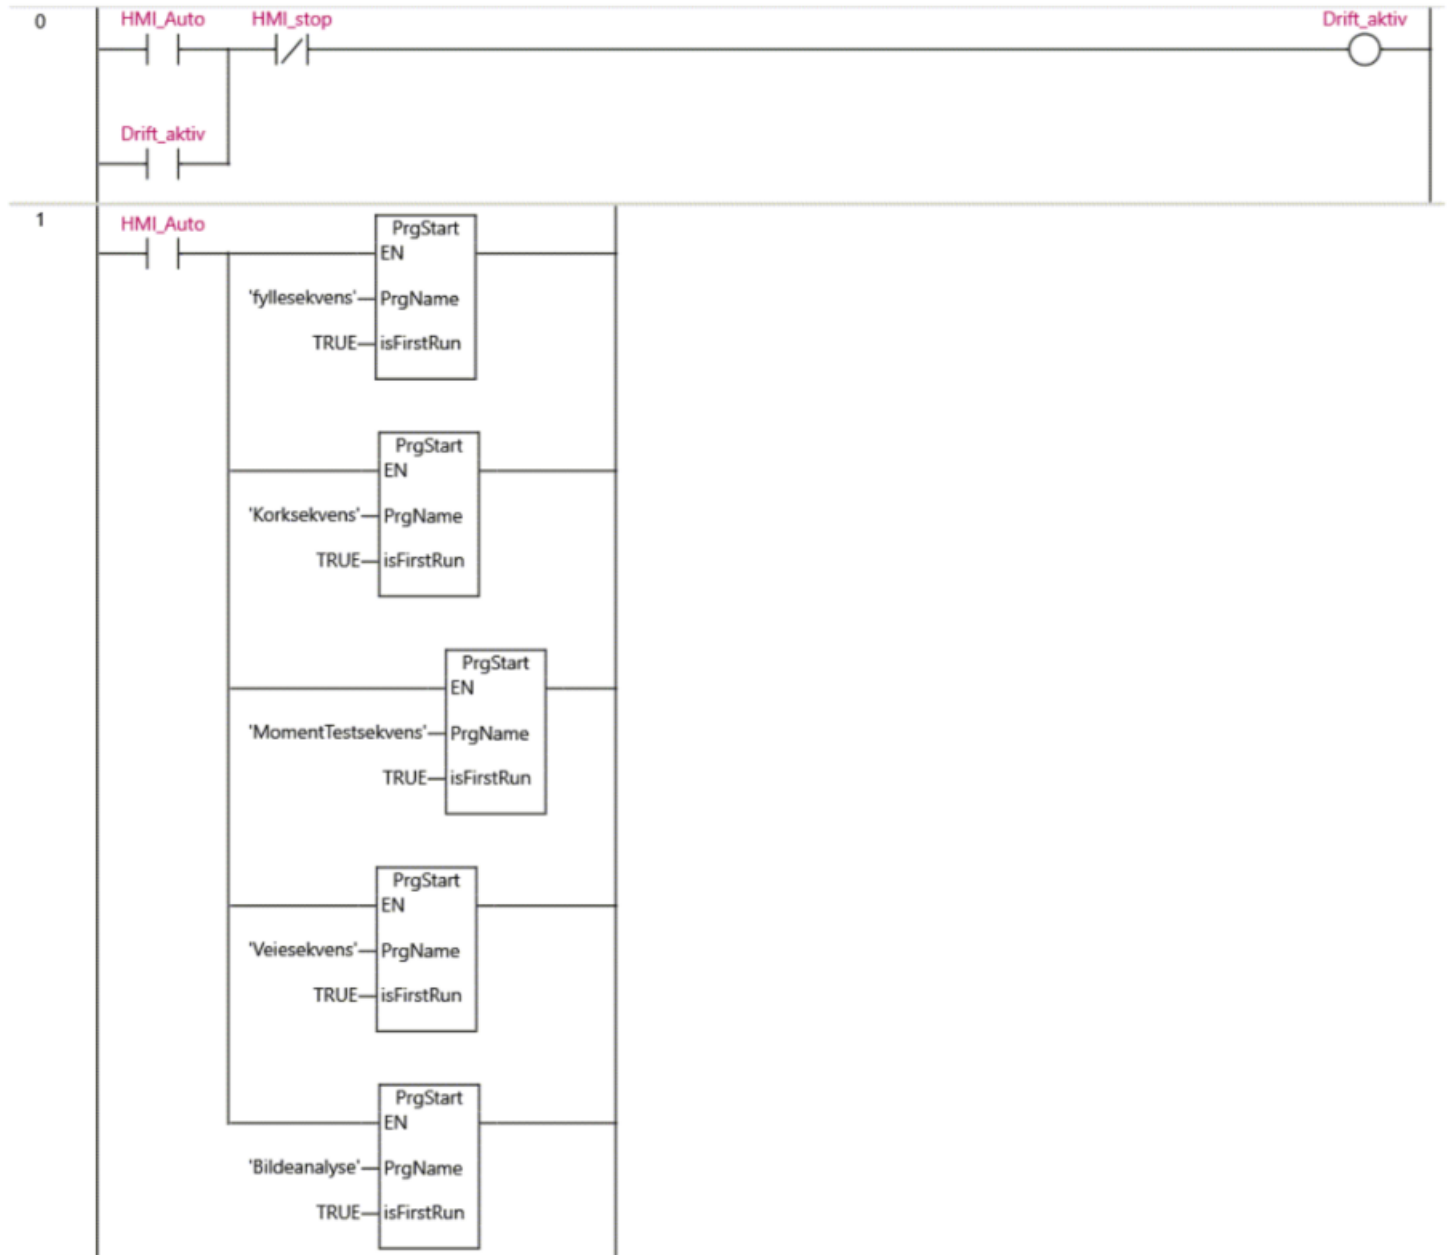 0
HMI_Auto HMI_stop Drift_aktiv
Drift_aktiv
1
HMI_Auto
PrgStart
EN
'fyllesekvens' PrgName
TRUE isFirstRun
PrgStart
EN
'Korksekvens' PrgName
TRUE isFirstRun
PrgStart
EN
'MomentTestsekvens' PrgName
TRUE isFirstRun
PrgStart
EN
'Veiesekvens' PrgName
TRUE isFirstRun
PrgStart
EN
'Bildeanalyse' PrgName
TRUE isFirstRun